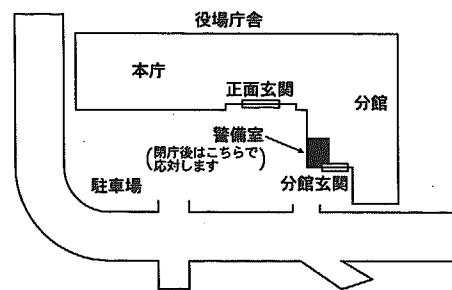 役場庁舎
本庁
正面玄関
分館
警備室
(閉庁後はこちらで
応対します)
駐車場
分館玄関